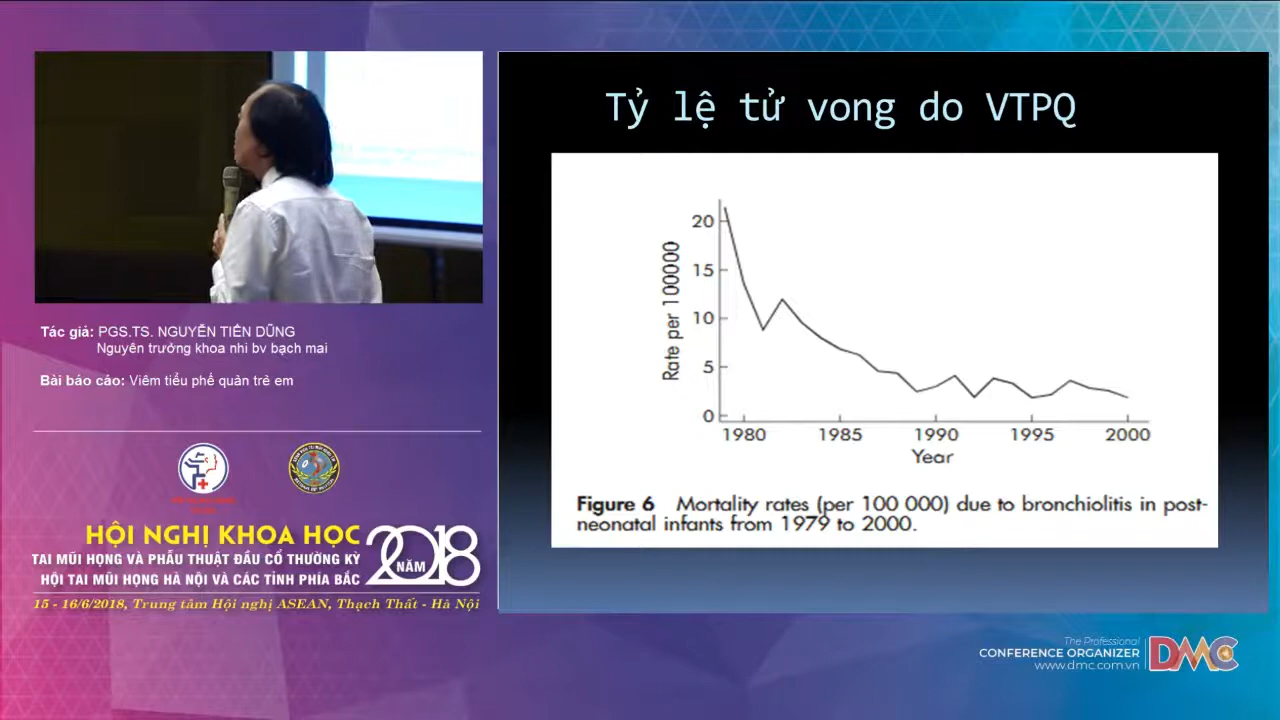 Tỷ lệ tử vong do VTPQ
20
15
10
5
0
Rate per 100000
1980 1985 1990 1995 2000
Year
Figure 6 Mortality rates (per 100 000) due to bronchiolitis in post-
neonatal infants from 1979 to 2000.
Tác giả: PGS.TS. NGUYỄN TIẾN DŨNG
Nguyên trưởng khoa nhi bv bạch mai
Bài báo cáo: Viêm tiểu phế quản trẻ em
HỘI NGHỊ KHOA HỌC
TAI MŨI HỌNG VÀ PHẪU THUẬT ĐẦU CỔ THƯỜNG KỲ
HỘI TAI MŨI HỌNG HÀ NỘI VÀ CÁC TỈNH PHÍA BẮC
NĂM 2018
15 - 16/6/2018, Trung tâm Hội nghị ASEAN, Thạch Thất - Hà Nội
The Professional
CONFERENCE ORGANIZER
www.dmc.com.vn
DMC